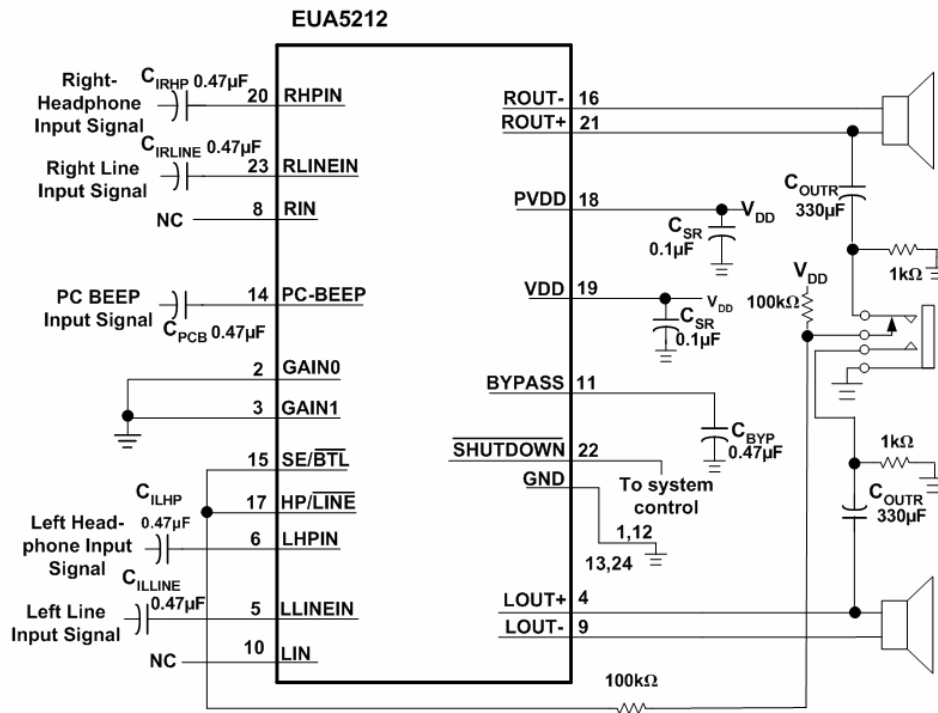 EUA5212
Right-
Headphone
Input Signal
CIRHP 0.47µF
20 RHPIN
Right Line
Input Signal
CIRLINE 0.47µF
23 RLINEIN
NC 8 RIN
PC BEEP
Input Signal
CPCB 0.47µF
14 PC-BEEP
2 GAIN0
3 GAIN1
15 SE/BTL
17 HP/LINE
CILHP
0.47µF
Left Head-
phone Input
Signal
6 LHPIN
CILLINE
0.47µF
Left Line
Input Signal
5 LLINEIN
NC 10 LIN
ROUT- 16
ROUT+ 21
PVDD 18
VDD
CSR
0.1µF
VDD 19
VDD
CSR
0.1µF
BYPASS 11
CBYP
0.47µF
SHUTDOWN 22
To system
control
GND
1,12
13,24
LOUT+ 4
LOUT- 9
COUTR
330µF
1kΩ
VDD
100kΩ
1kΩ
COUTR
330µF
100kΩ